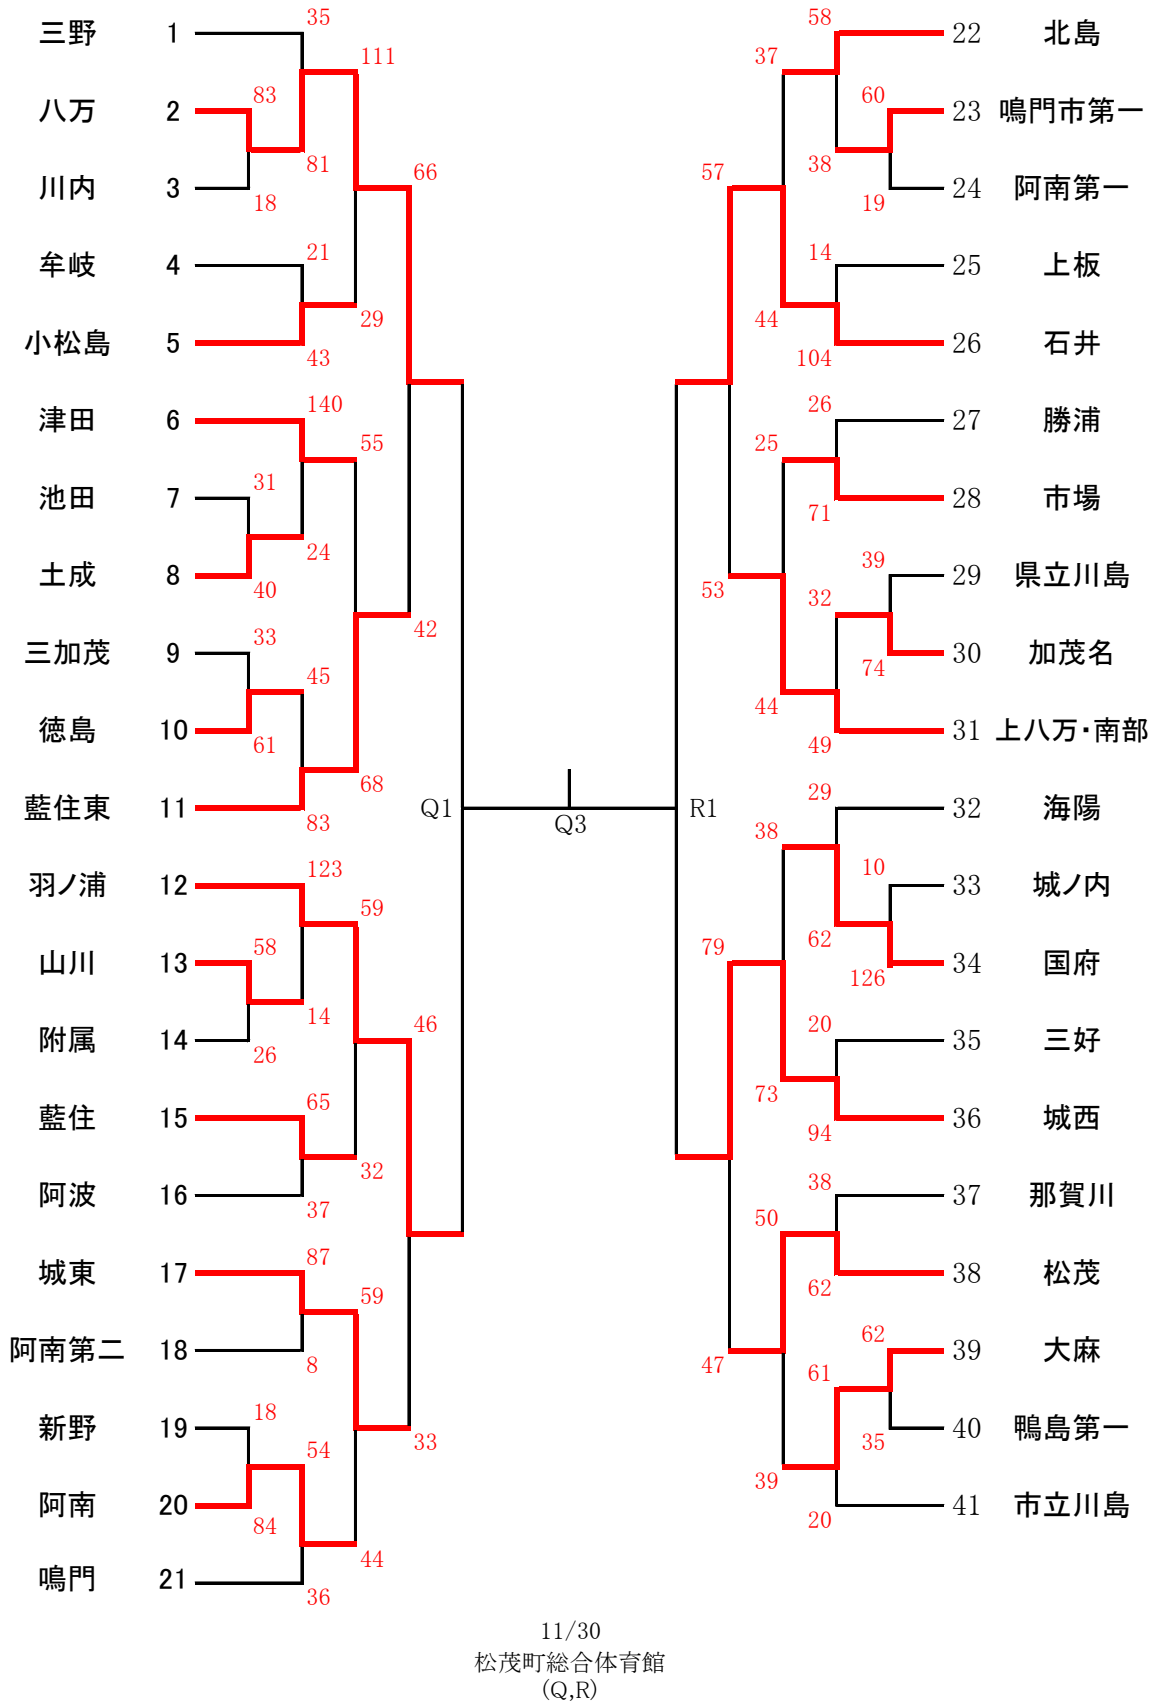 三野 1
八万 2
川内 3
牟岐 4
小松島 5
津田 6
池田 7
土成 8
三加茂 9
徳島 10
藍住東 11
羽ノ浦 12
山川 13
附属 14
藍住 15
阿波 16
城東 17
阿南第二 18
新野 19
阿南 20
鳴門 21
83
18
31
40
33
61
58
26
18
84
35
81
21
43
140
24
45
83
123
14
65
37
87
8
54
36
111
29
55
68
59
32
59
44
66
42
46
33
Q1
Q3
R1
57
53
79
47
37
44
25
44
38
73
50
39
58
38
14
104
26
71
32
49
29
62
20
94
38
62
61
20
60
19
39
74
10
126
62
35
22 北島
23 鳴門市第一
24 阿南第一
25 上板
26 石井
27 勝浦
28 市場
29 県立川島
30 加茂名
31 上八万・南部
32 海陽
33 城ノ内
34 国府
35 三好
36 城西
37 那賀川
38 松茂
39 大麻
40 鴨島第一
41 市立川島
11/30
松茂町総合体育館
(Q,R)